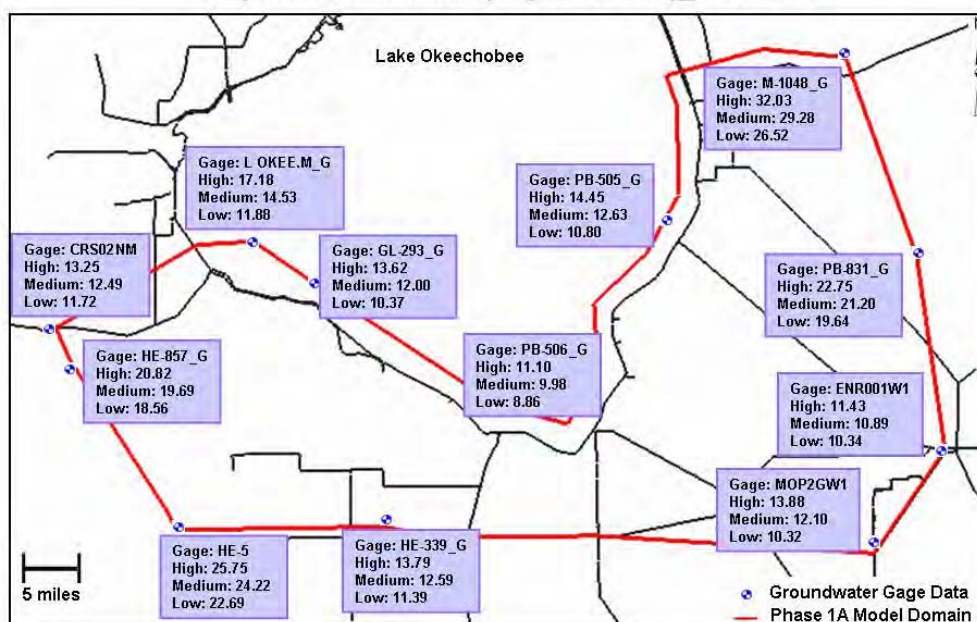 Lake Okeechobee
Gage: M-1048_G
High: 32.03
Medium: 29.28
Low: 26.52
Gage: L OKEE.M_G
High: 17.18
Medium: 14.53
Low: 11.88
Gage: PB-505_G
High: 14.45
Medium: 12.63
Low: 10.80
Gage: CRS02NM
High: 13.25
Medium: 12.49
Low: 11.72
Gage: GL-293_G
High: 13.62
Medium: 12.00
Low: 10.37
Gage: PB-831_G
High: 22.75
Medium: 21.20
Low: 19.64
Gage: HE-857_G
High: 20.82
Medium: 19.69
Low: 18.56
Gage: PB-506_G
High: 11.10
Medium: 9.98
Low: 8.86
Gage: ENR001W1
High: 11.43
Medium: 10.89
Low: 10.34
Gage: MOP2GW1
High: 13.88
Medium: 12.10
Low: 10.32
Gage: HE-5
High: 25.75
Medium: 24.22
Low: 22.69
Gage: HE-339_G
High: 13.79
Medium: 12.59
Low: 11.39
5 miles
Groundwater Gage Data
Phase 1A Model Domain